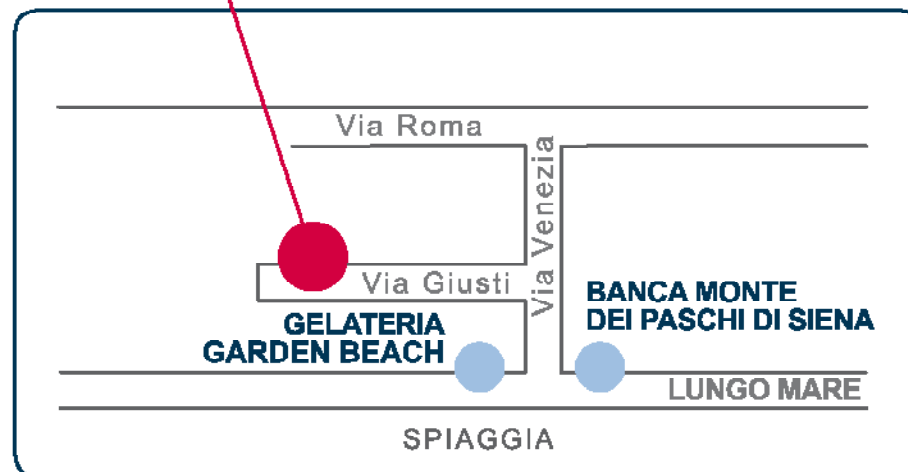 Via Roma
Via Venezia
Via Giusti
BANCA MONTE
DEI PASCHI DI SIENA
GELATERIA
GARDEN BEACH
LUNGO MARE
SPIAGGIA